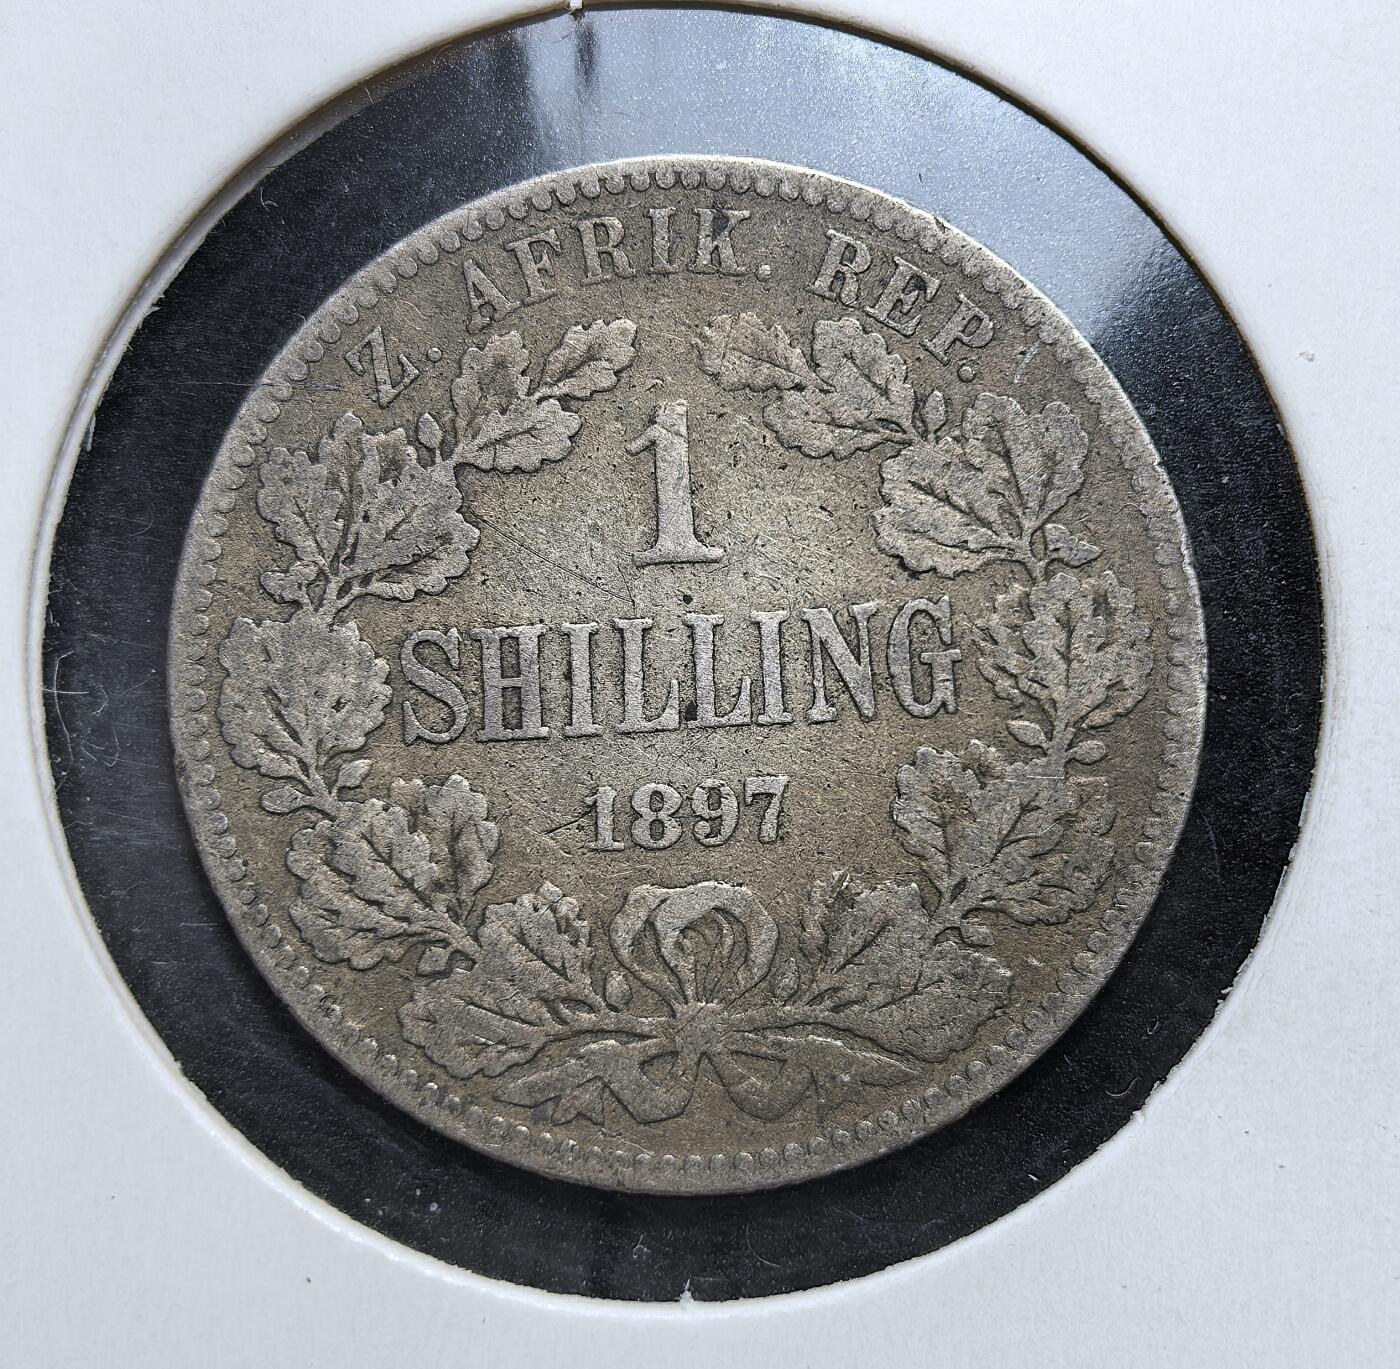 Z. AFRIK. REP.
1
SHILLING
1897